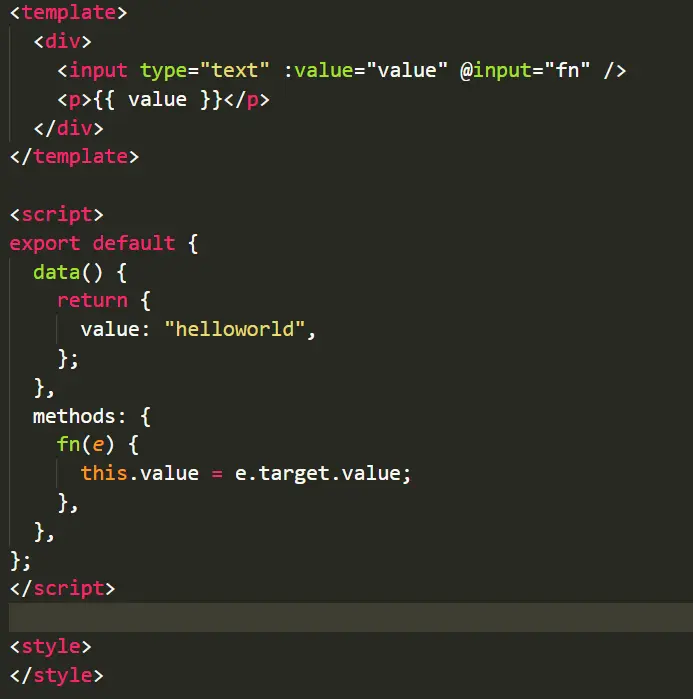 <template>
  <div>
    <input type="text" :value="value" @input="fn" />
    <p>{{ value }}</p>
  </div>
</template>

<script>
export default {
  data() {
    return {
      value: "helloworld",
    };
  },
  methods: {
    fn(e) {
      this.value = e.target.value;
    },
  },
};
</script>

<style>
</style>